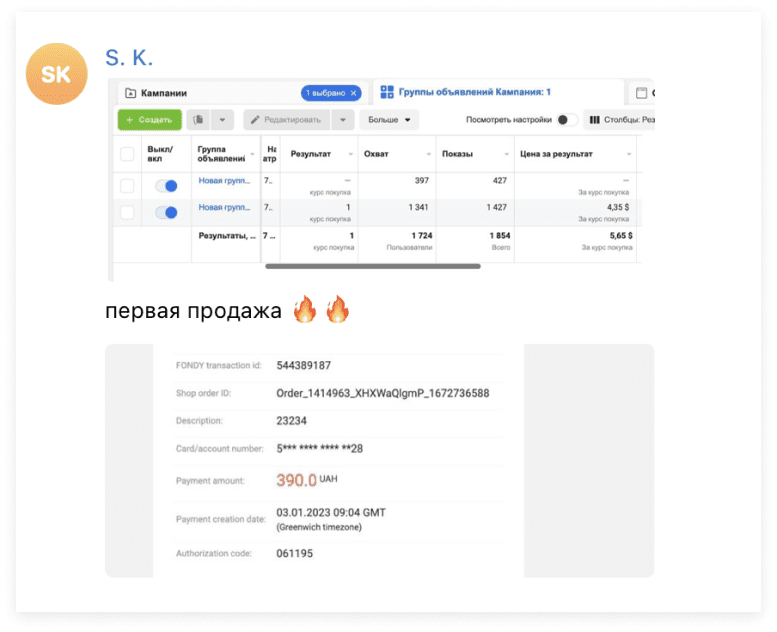 SK
S. K.
Кампании
1 выбрано ×
Группы объявлений Кампания: 1
+ Создать
Редактировать
Больше
Посмотреть настройки
Столбцы: Рез
Выкл/вкл
Группа объявлений
На атр
Результат
Охват
Показы
Цена за результат
Новая групп... 7.. — 397 427 —
курс покупка За курс покупка
Новая групп... 7.. 1 1 341 1 427 4,35 $
курс покупка За курс покупка
Результаты, ... 7 ... 1 1 724 1 854 5,65 $
курс покупка Пользователи Всего За курс покупка
первая продажа 🔥 🔥
FONDY transaction id: 544389187
Shop order ID: Order_1414963_XHXWaQlgmP_1672736588
Description: 23234
Card/account number: 5*** **** **** **28
Payment amount: 390.0 UAH
Payment creation date: 03.01.2023 09:04 GMT
(Greenwich timezone)
Authorization code: 061195